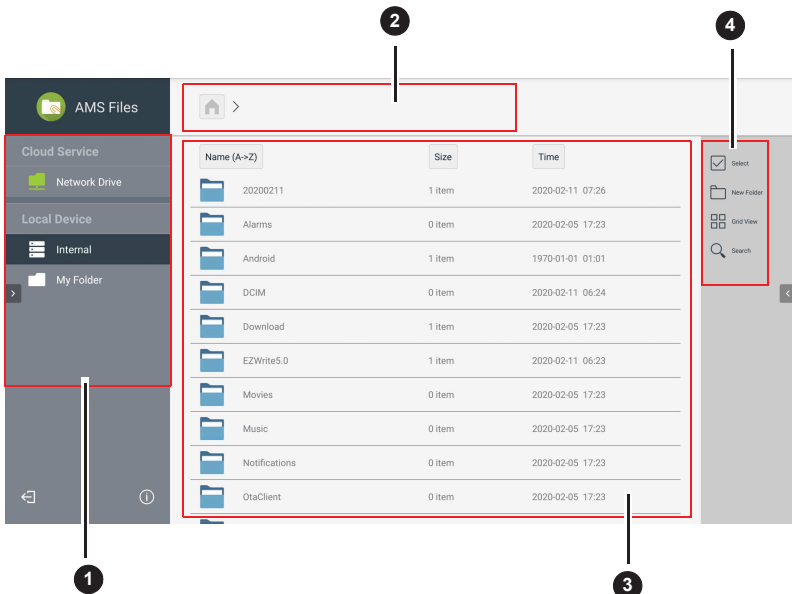 2
4
AMS Files
>
Cloud Service
Network Drive
Local Device
Internal
My Folder
Name (A->Z) Size Time
20200211 1 item 2020-02-11 07:26
Alarms 0 item 2020-02-05 17:23
Android 1 item 1970-01-01 01:01
DCIM 0 item 2020-02-11 06:24
Download 1 item 2020-02-05 17:23
EZWrite5.0 1 item 2020-02-11 06:23
Movies 0 item 2020-02-05 17:23
Music 0 item 2020-02-05 17:23
Notifications 0 item 2020-02-05 17:23
OtaClient 0 item 2020-02-05 17:23
Select
New Folder
Grid View
Search
1
3